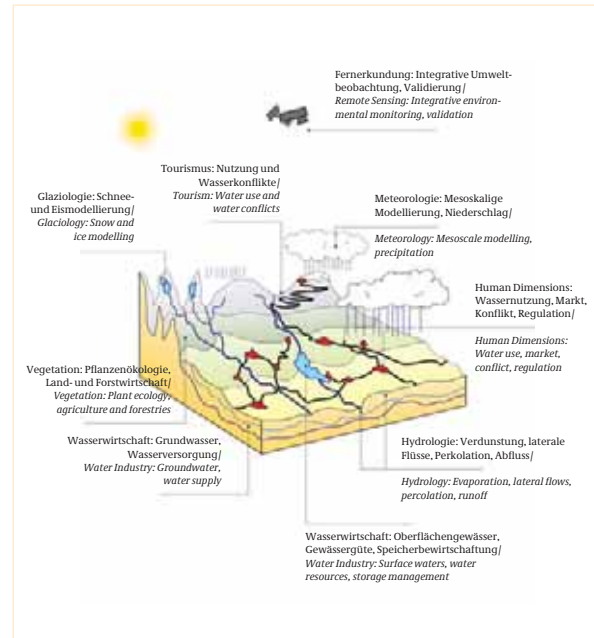 Fernerkundung: Integrative Umwelt-
beobachtung, Validierung/
Remote Sensing: Integrative environ-
mental monitoring, validation
Tourismus: Nutzung und
Wasserkonflikte/
Tourism: Water use and
water conflicts
Glaziologie: Schnee-
und Eismodellierung/
Glaciology: Snow and
ice modelling
Meteorologie: Mesoskalige
Modellierung, Niederschlag/
Meteorology: Mesoscale modelling,
precipitation
Human Dimensions:
Wassernutzung, Markt,
Konflikt, Regulation/
Human Dimensions:
Water use, market,
conflict, regulation
Vegetation: Pflanzenökologie,
Land- und Forstwirtschaft/
Vegetation: Plant ecology,
agriculture and forestries
Wasserwirtschaft: Grundwasser,
Wasserversorgung/
Water Industry: Groundwater,
water supply
Hydrologie: Verdunstung, laterale
Flüsse, Perkolation, Abfluss/
Hydrology: Evaporation, lateral flows,
percolation, runoff
Wasserwirtschaft: Oberflächengewässer,
Gewässergüte, Speicherbewirtschaftung/
Water Industry: Surface waters, water
resources, storage management